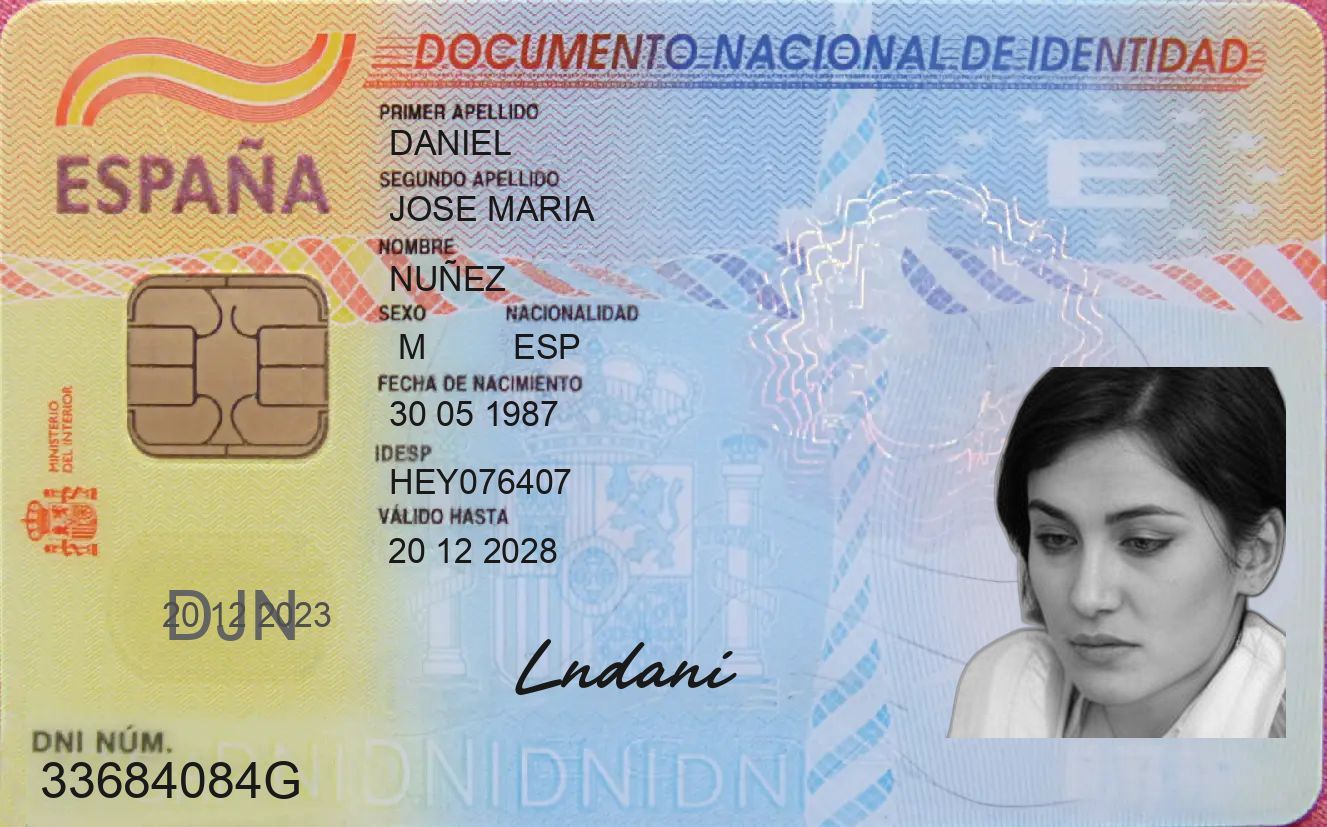 DOCUMENTO NACIONAL DE IDENTIDAD
ESPAÑA
E
PRIMER APELLIDO
DANIEL
SEGUNDO APELLIDO
JOSE MARIA
NOMBRE
NUÑEZ
SEXO NACIONALIDAD
M ESP
FECHA DE NACIMIENTO
30 05 1987
IDESP
HEY076407
VÁLIDO HASTA
20 12 2028
MINISTERIO
DEL INTERIOR
20 12 2023
DJN
Lndani
DNI NÚM.
33684084G
DNIDNIDNIDNI